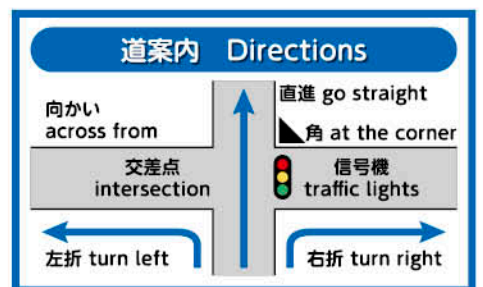 道案内 Directions
向かい
across from
直進 go straight
角 at the corner
交差点
intersection
信号機
traffic lights
左折 turn left
右折 turn right